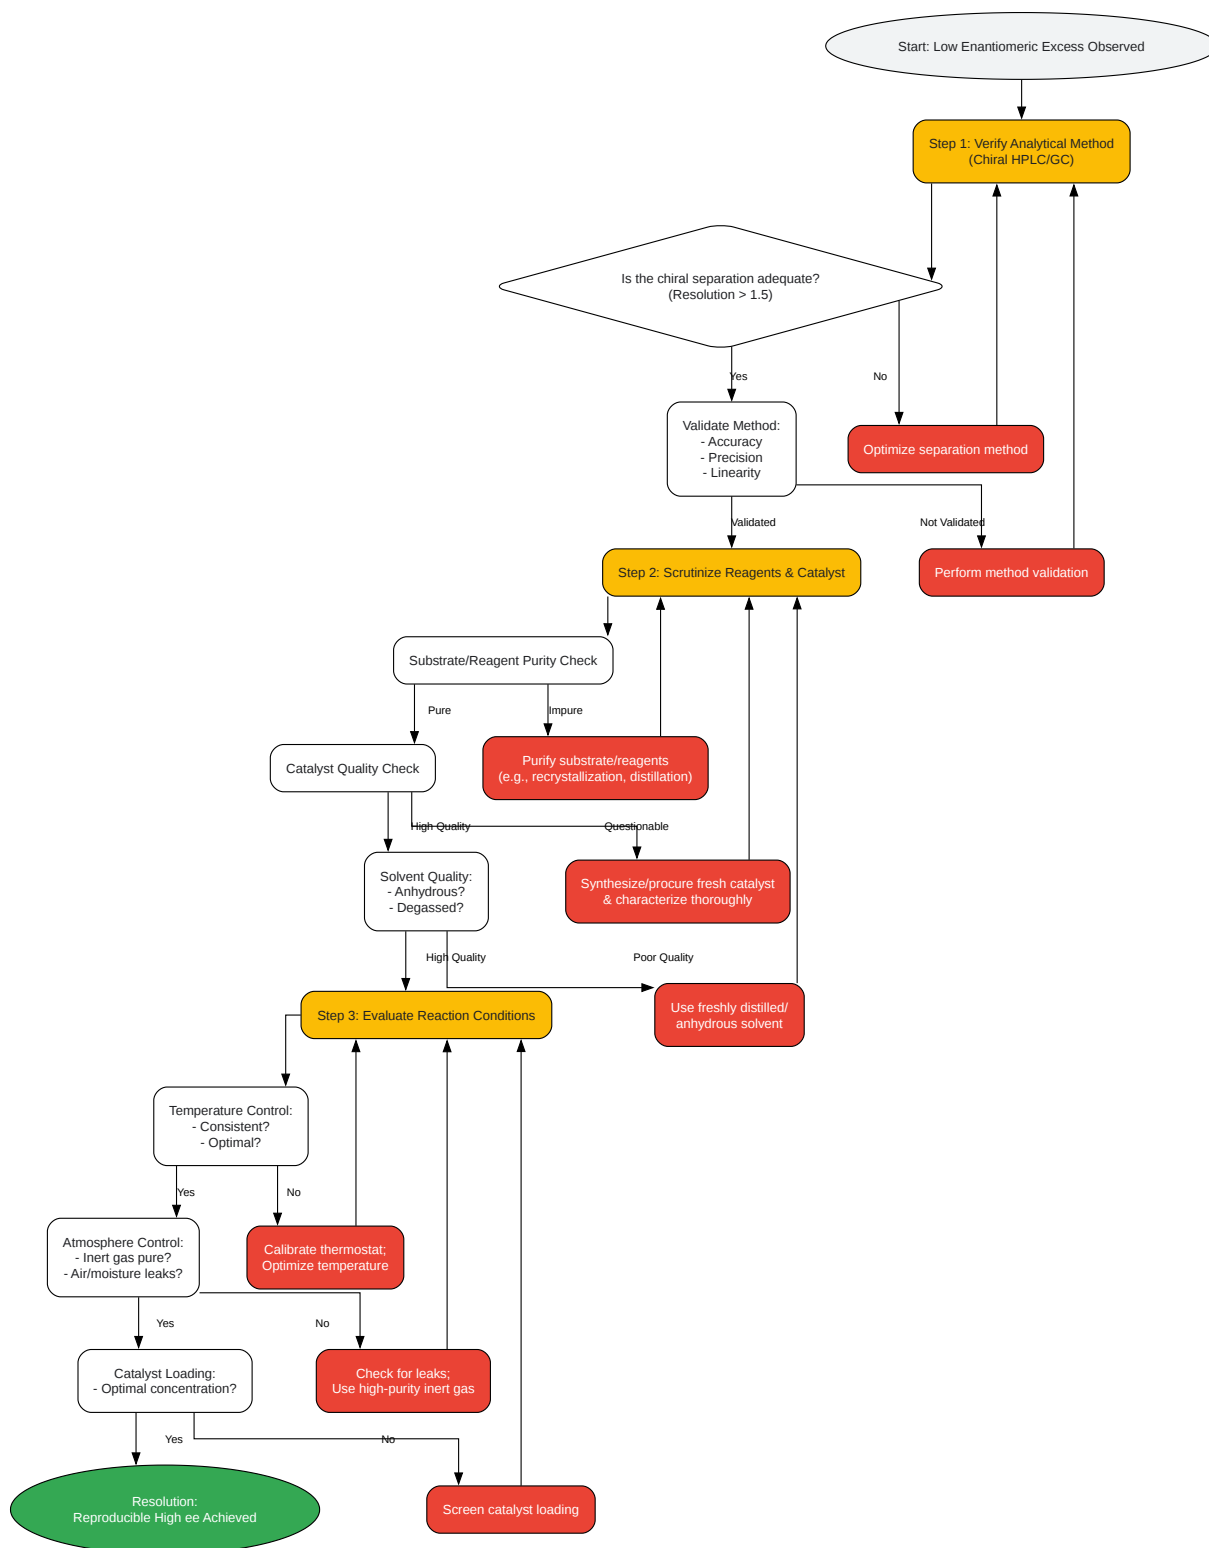 Start: Low Enantiomeric Excess Observed
Step 1: Verify Analytical Method
(Chiral HPLC/GC)
Is the chiral separation adequate?
(Resolution > 1.5)
Yes
No
Validate Method:
- Accuracy
- Precision
- Linearity
Optimize separation method
Validated
Not Validated
Step 2: Scrutinize Reagents & Catalyst
Perform method validation
Substrate/Reagent Purity Check
Pure
Impure
Catalyst Quality Check
Purify substrate/reagents
(e.g., recrystallization, distillation)
High Quality
Questionable
Solvent Quality:
- Anhydrous?
- Degassed?
Synthesize/procure fresh catalyst
& characterize thoroughly
High Quality
Poor Quality
Step 3: Evaluate Reaction Conditions
Use freshly distilled/
anhydrous solvent
Temperature Control:
- Consistent?
- Optimal?
Yes
No
Atmosphere Control:
- Inert gas pure?
- Air/moisture leaks?
Calibrate thermostat;
Optimize temperature
Yes
No
Catalyst Loading:
- Optimal concentration?
Check for leaks;
Use high-purity inert gas
Yes
No
Resolution:
Reproducible High ee Achieved
Screen catalyst loading